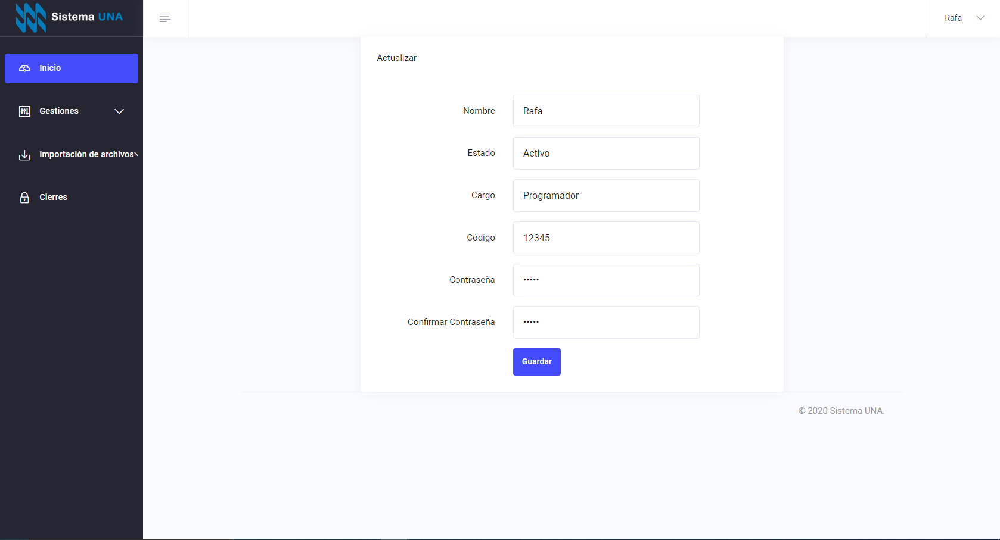 Sistema UNA
Rafa
Inicio
Gestiones
Importación de archivos
Cierres
Actualizar
Nombre
Rafa
Estado
Activo
Cargo
Programador
Código
12345
Contraseña
•••••
Confirmar Contraseña
•••••
Guardar
© 2020 Sistema UNA.